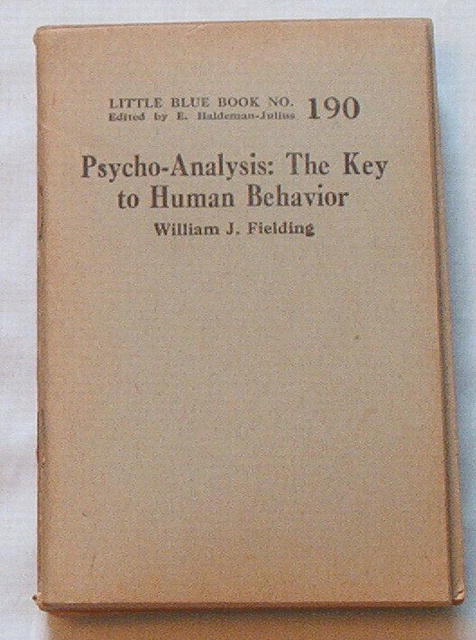 LITTLE BLUE BOOK NO. 190
Edited by E. Haldeman-Julius
Psycho-Analysis: The Key
to Human Behavior
William J. Fielding